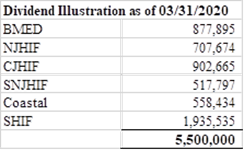 Dividend Illustration as of 03/31/2020
BMED 877,895
NJHIF 707,674
CJHIF 902,665
SNJHIF 517,797
Coastal 558,434
SHIF 1,935,535
5,500,000